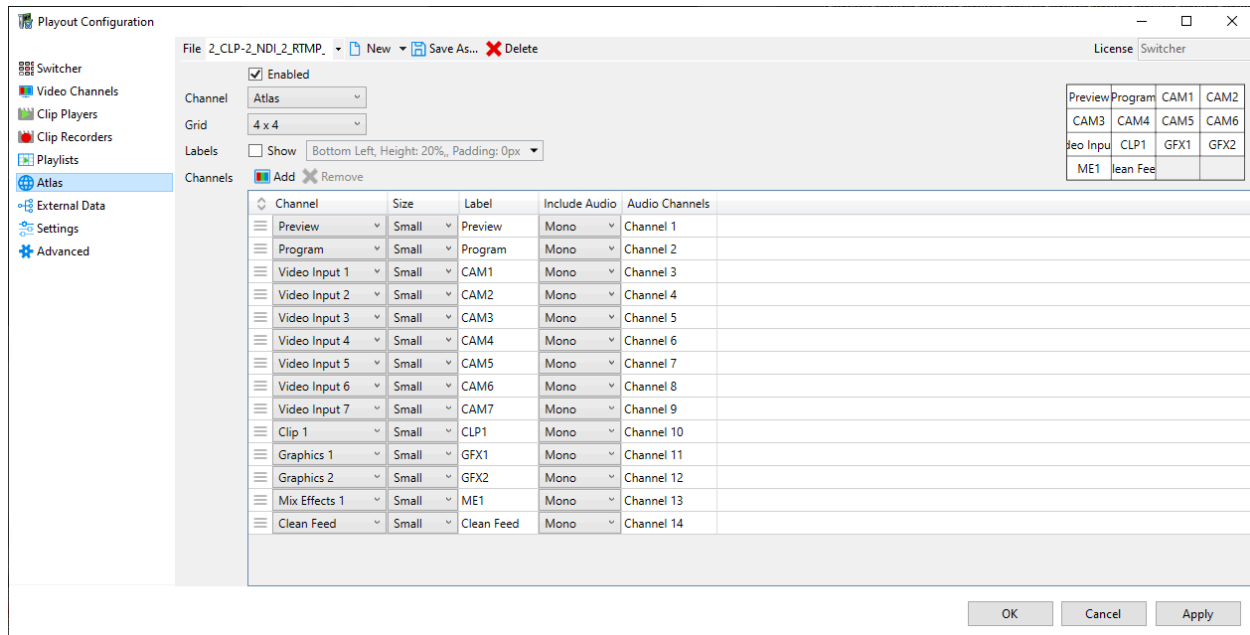 Playout Configuration
File 2_CLP-2_NDI_2_RTMP_ New Save As... Delete License Switcher
Switcher
Video Channels
Clip Players
Clip Recorders
Playlists
Atlas
External Data
Settings
Advanced
Enabled
Channel Atlas
Grid 4 x 4
Labels Show Bottom Left, Height: 20%,, Padding: 0px
Channels Add Remove
Preview Program CAM1 CAM2
CAM3 CAM4 CAM5 CAM6
deo Inpu CLP1 GFX1 GFX2
ME1 lean Fee
Channel Size Label Include Audio Audio Channels
Preview Small Preview Mono Channel 1
Program Small Program Mono Channel 2
Video Input 1 Small CAM1 Mono Channel 3
Video Input 2 Small CAM2 Mono Channel 4
Video Input 3 Small CAM3 Mono Channel 5
Video Input 4 Small CAM4 Mono Channel 6
Video Input 5 Small CAM5 Mono Channel 7
Video Input 6 Small CAM6 Mono Channel 8
Video Input 7 Small CAM7 Mono Channel 9
Clip 1 Small CLP1 Mono Channel 10
Graphics 1 Small GFX1 Mono Channel 11
Graphics 2 Small GFX2 Mono Channel 12
Mix Effects 1 Small ME1 Mono Channel 13
Clean Feed Small Clean Feed Mono Channel 14
OK Cancel Apply